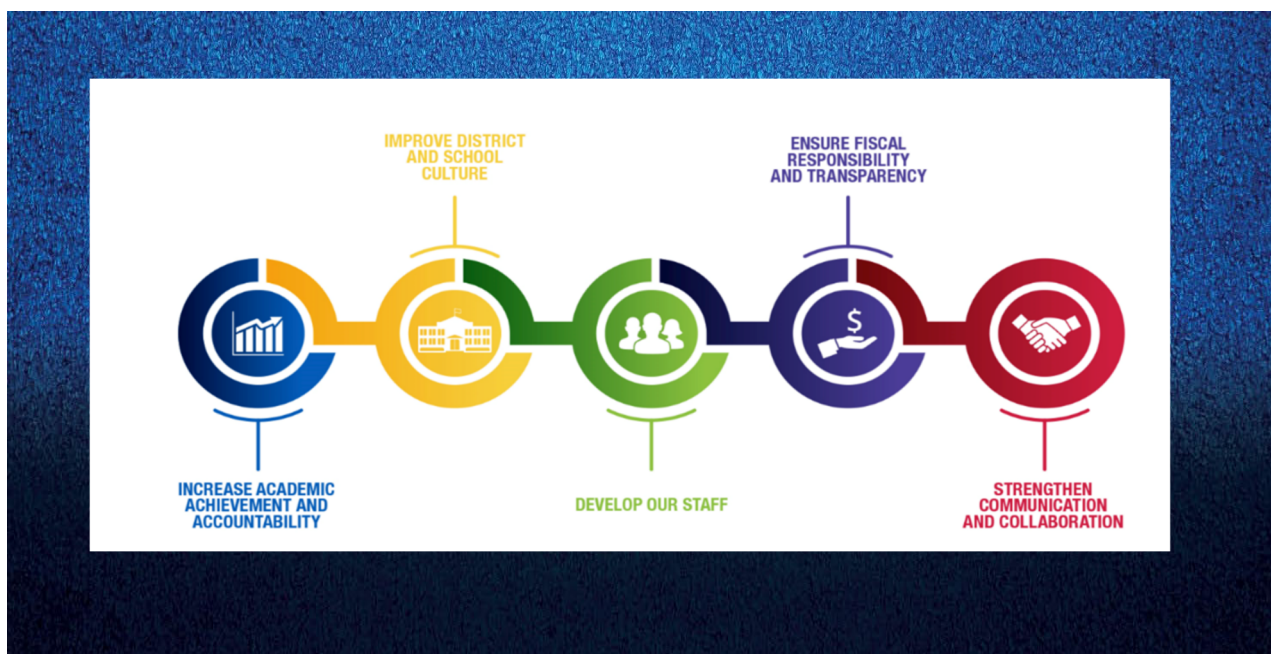 IMPROVE DISTRICT
AND SCHOOL
CULTURE
ENSURE FISCAL
RESPONSIBILITY
AND TRANSPARENCY
$
INCREASE ACADEMIC
ACHIEVEMENT AND
ACCOUNTABILITY
DEVELOP OUR STAFF
STRENGTHEN
COMMUNICATION
AND COLLABORATION